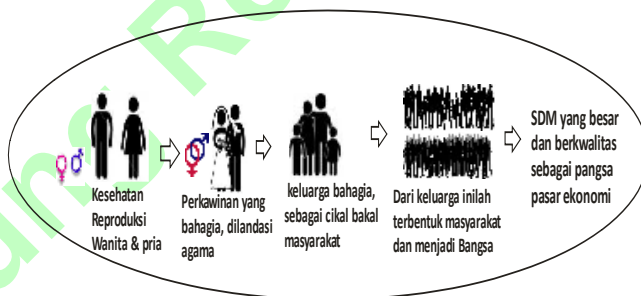 Kesehatan
Reproduksi
Wanita & pria
Perkawinan yang
bahagia, dilandasi
agama
keluarga bahagia,
sebagai cikal bakal
masyarakat
Dari keluarga inilah
terbentuk masyarakat
dan menjadi Bangsa
SDM yang besar
dan berkwalitas
sebagai pangsa
pasar ekonomi